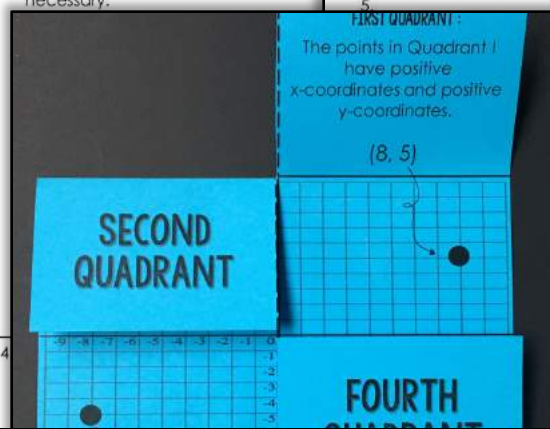 necessary.
5.
FIRST QUADRANT :
The points in Quadrant I
have positive
x-coordinates and positive
y-coordinates.
(8, 5)
SECOND
QUADRANT
-9 -8 -7 -6 -5 -4 -3 -2 -1 0
-1
-2
-3
-4
-5
4
FOURTH
QUADRANT